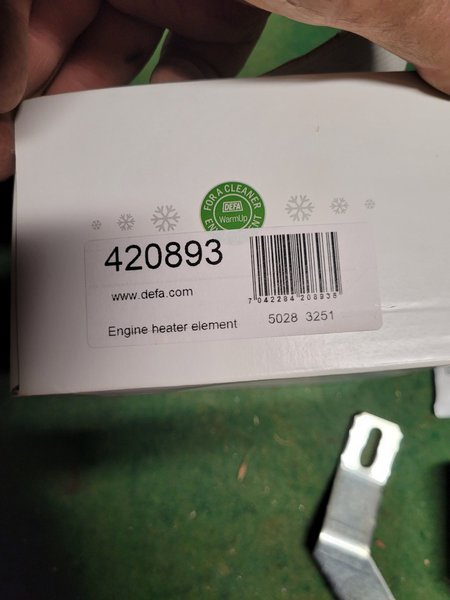 FOR A CLEANER
DEFA
WarmUp
420893
www.defa.com
7 042284 208935
Engine heater element
5028 3251